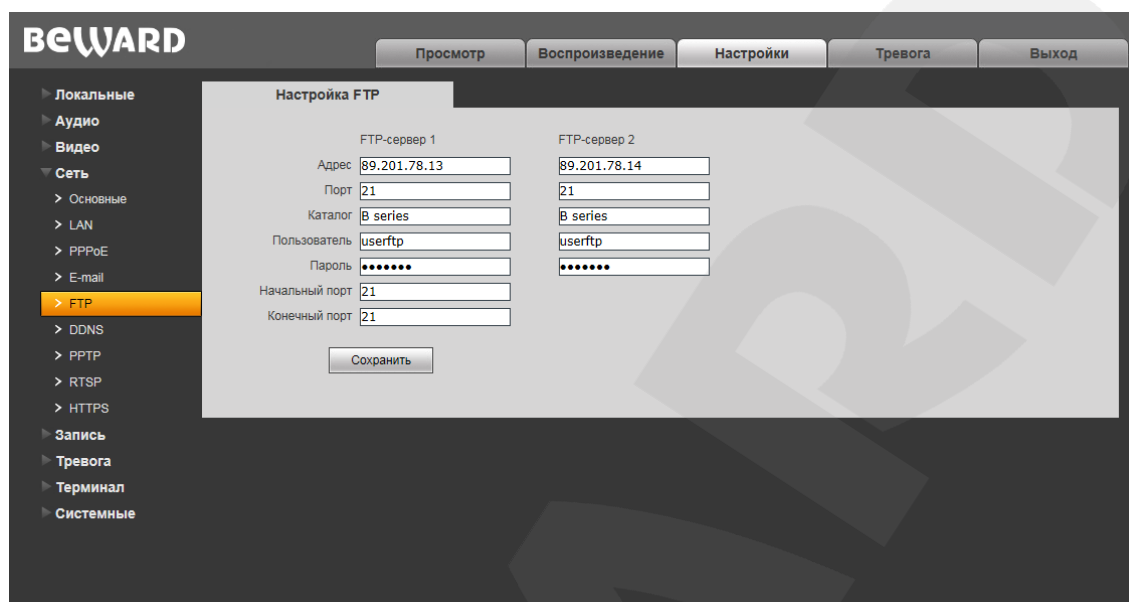 BEWARD
Просмотр Воспроизведение Настройки Тревога Выход
Локальные
Аудио
Видео
Сеть
> Основные
> LAN
> PPPoE
> E-mail
> FTP
> DDNS
> PPTP
> RTSP
> HTTPS
Запись
Тревога
Терминал
Системные
Настройка FTP
FTP-сервер 1 FTP-сервер 2
Адрес 89.201.78.13 89.201.78.14
Порт 21 21
Каталог B series B series
Пользователь userftp userftp
Пароль ••••••• •••••••
Начальный порт 21
Конечный порт 21
Сохранить